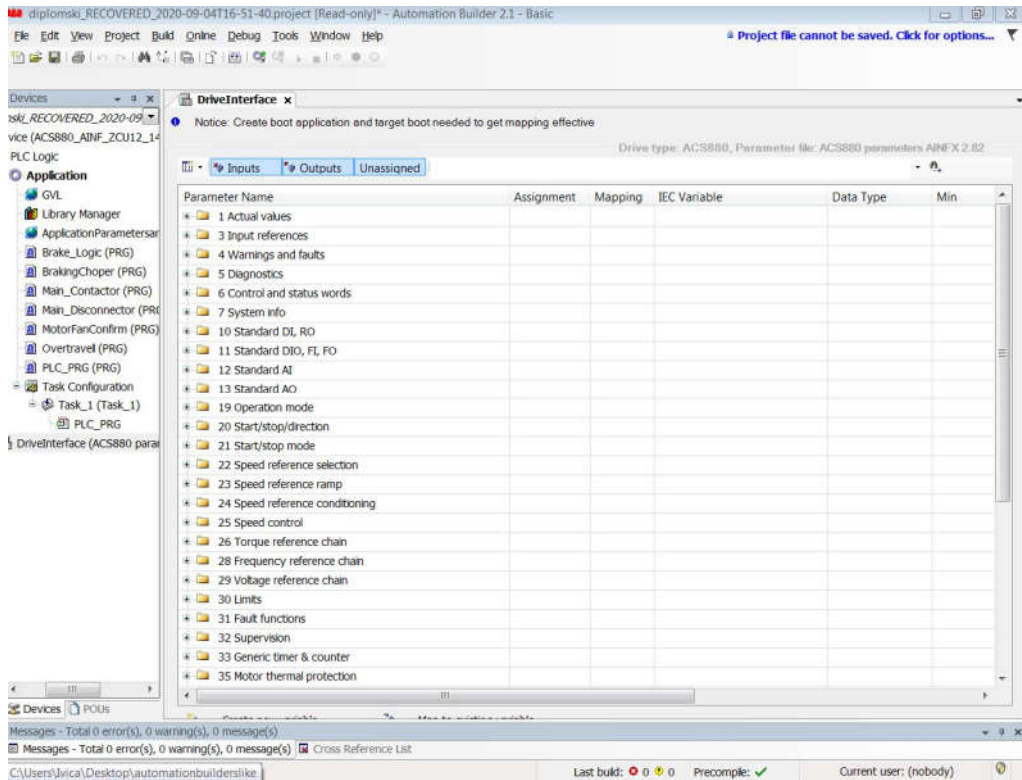 diplomski_RECOVERED_2020-09-04T16-51-40.project [Read-only]* - Automation Builder 2.1 - Basic
File Edit View Project Build Online Debug Tools Window Help
Project file cannot be saved. Click for options...
Devices
DriveInterface x
nski_RECOVERED_2020-09
Notice: Create boot application and target boot needed to get mapping effective
vice (ACS880_AINF_ZCU12_14
Drive type: ACS880, Parameter file: ACS880 parameters AINFX 2.82
PLC Logic
Inputs Outputs Unassigned
Application
Parameter Name Assignment Mapping IEC Variable Data Type Min
GVL
Library Manager
ApplicationParametersan
Brake_Logic (PRG)
BrakingChoper (PRG)
Main_Contactor (PRG)
Main_Disconnector (PRG
MotorFanConfirm (PRG)
Overtravel (PRG)
PLC_PRG (PRG)
Task Configuration
Task_1 (Task_1)
PLC_PRG
DriveInterface (ACS880 parar
1 Actual values
3 Input references
4 Warnings and faults
5 Diagnostics
6 Control and status words
7 System info
10 Standard DI, RO
11 Standard DIO, FI, FO
12 Standard AI
13 Standard AO
19 Operation mode
20 Start/stop/direction
21 Start/stop mode
22 Speed reference selection
23 Speed reference ramp
24 Speed reference conditioning
25 Speed control
26 Torque reference chain
28 Frequency reference chain
29 Voltage reference chain
30 Limits
31 Fault functions
32 Supervision
33 Generic timer & counter
35 Motor thermal protection
Devices POUs
Messages - Total 0 error(s), 0 warning(s), 0 message(s)
Messages - Total 0 error(s), 0 warning(s), 0 message(s) Cross Reference List
C:\Users\Ivica\Desktop\automationbuilderslike
Last build: 0 0 Precompile: Current user: (nobody)